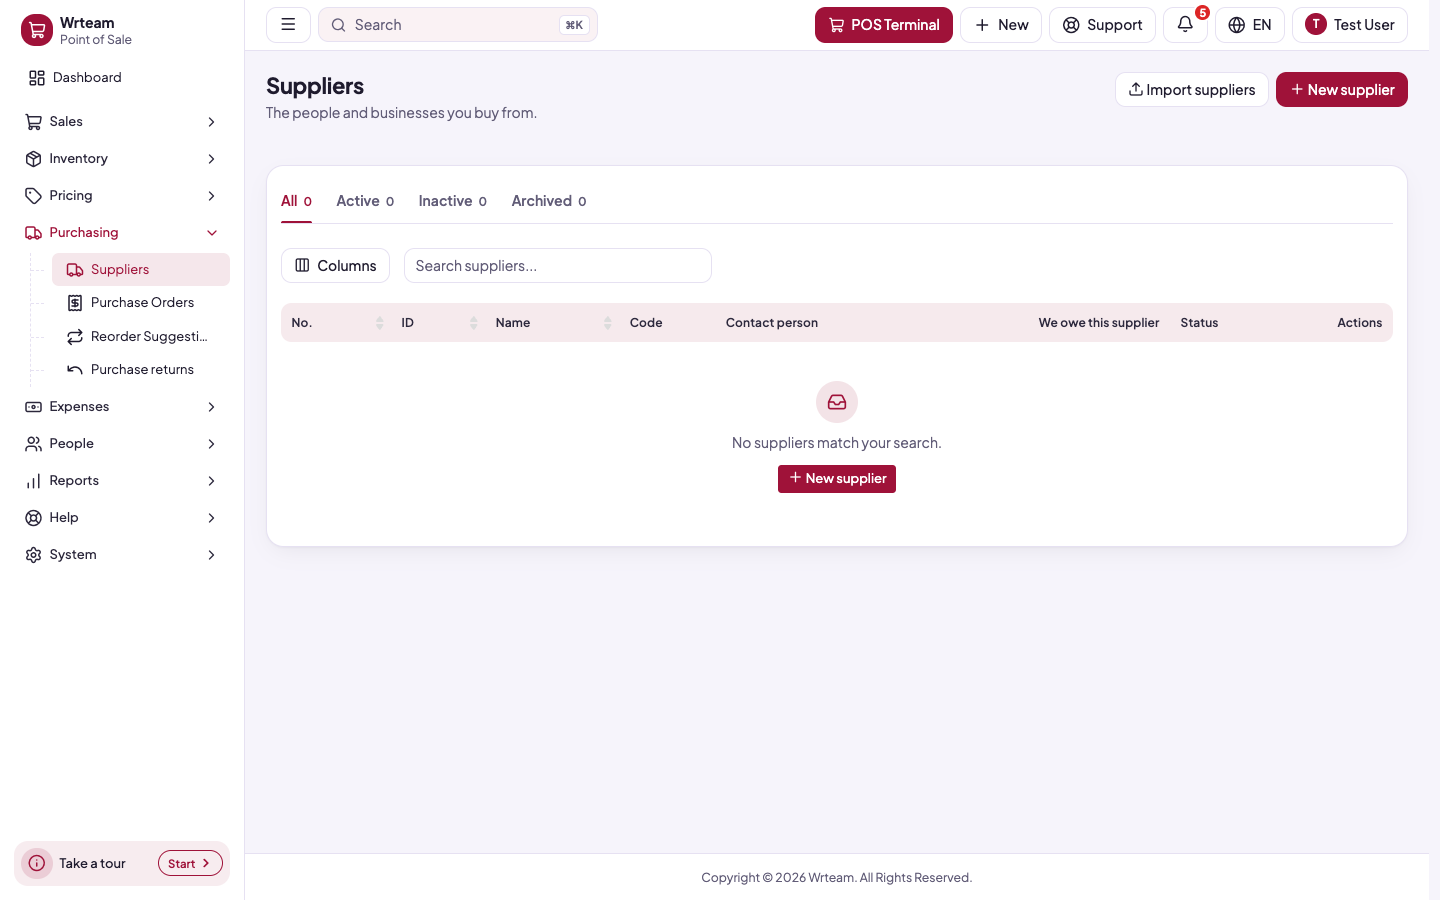 Wrteam
Point of Sale
Dashboard
Sales
Inventory
Pricing
Purchasing
Suppliers
Purchase Orders
Reorder Suggesti...
Purchase returns
Expenses
People
Reports
Help
System
Take a tour
Start
Search
⌘K
POS Terminal
New
Support
5
EN
T
Test User
Suppliers
The people and businesses you buy from.
Import suppliers
New supplier
All 0
Active 0
Inactive 0
Archived 0
Columns
Search suppliers...
No.
ID
Name
Code
Contact person
We owe this supplier
Status
Actions
No suppliers match your search.
New supplier
Copyright © 2026 Wrteam. All Rights Reserved.